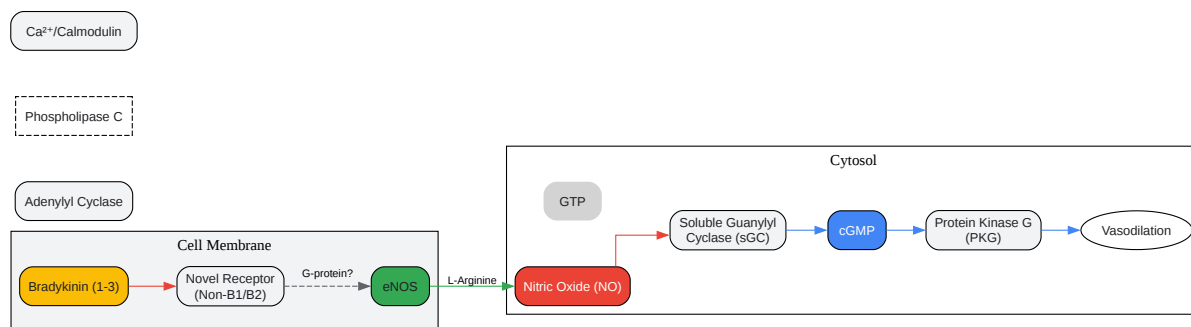 Ca²⁺/Calmodulin
Phospholipase C
Adenylyl Cyclase
Cell Membrane
Bradykinin (1-3)
Novel Receptor
(Non-B1/B2)
G-protein?
eNOS
L-Arginine
Cytosol
GTP
Nitric Oxide (NO)
Soluble Guanylyl
Cyclase (sGC)
cGMP
Protein Kinase G
(PKG)
Vasodilation